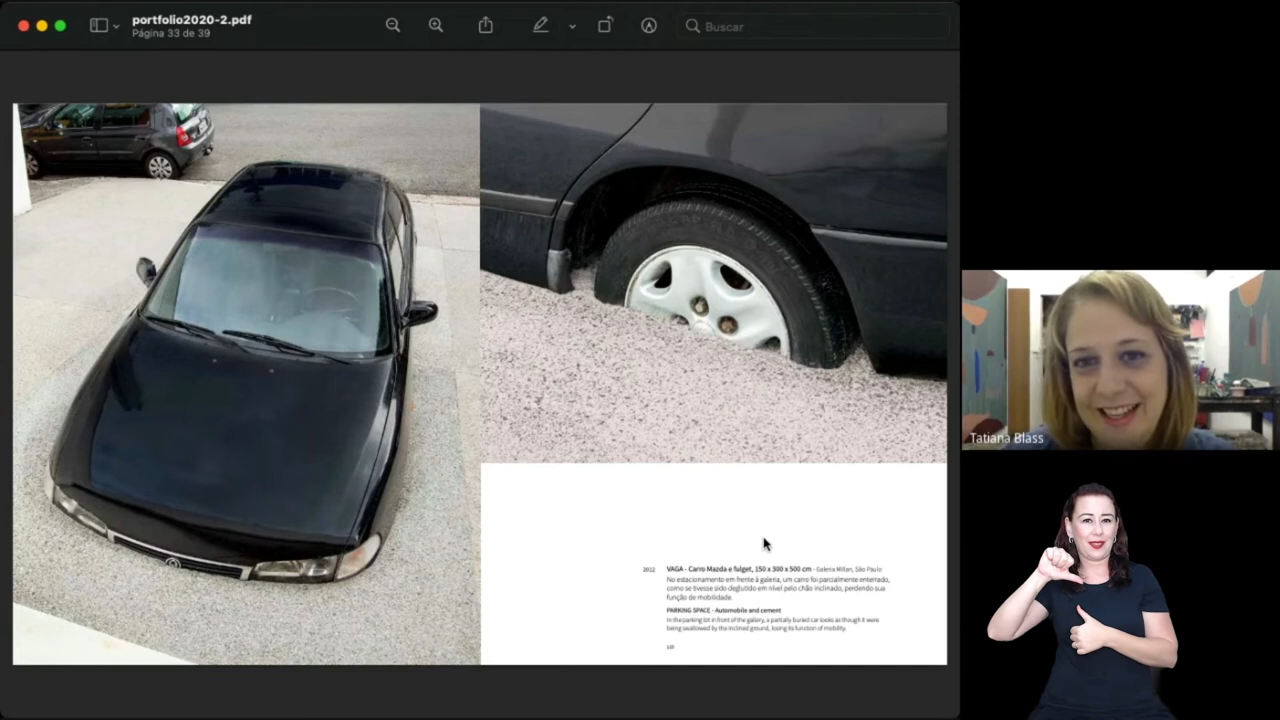 portfolio2020-2.pdf
Página 33 de 39
Buscar
2012
VAGA - Carro Mazda e fulget, 150 x 300 x 500 cm - Galeria Millan, São Paulo
No estacionamento em frente à galeria, um carro foi parcialmente enterrado,
como se tivesse sido deglutido em nível pelo chão inclinado, perdendo sua
função de mobilidade.
PARKING SPACE - Automobile and cement
In the parking lot in front of the gallery, a partially buried car looks as though it were
being swallowed by the inclined ground, losing its function of mobility.
Tatiana Blass